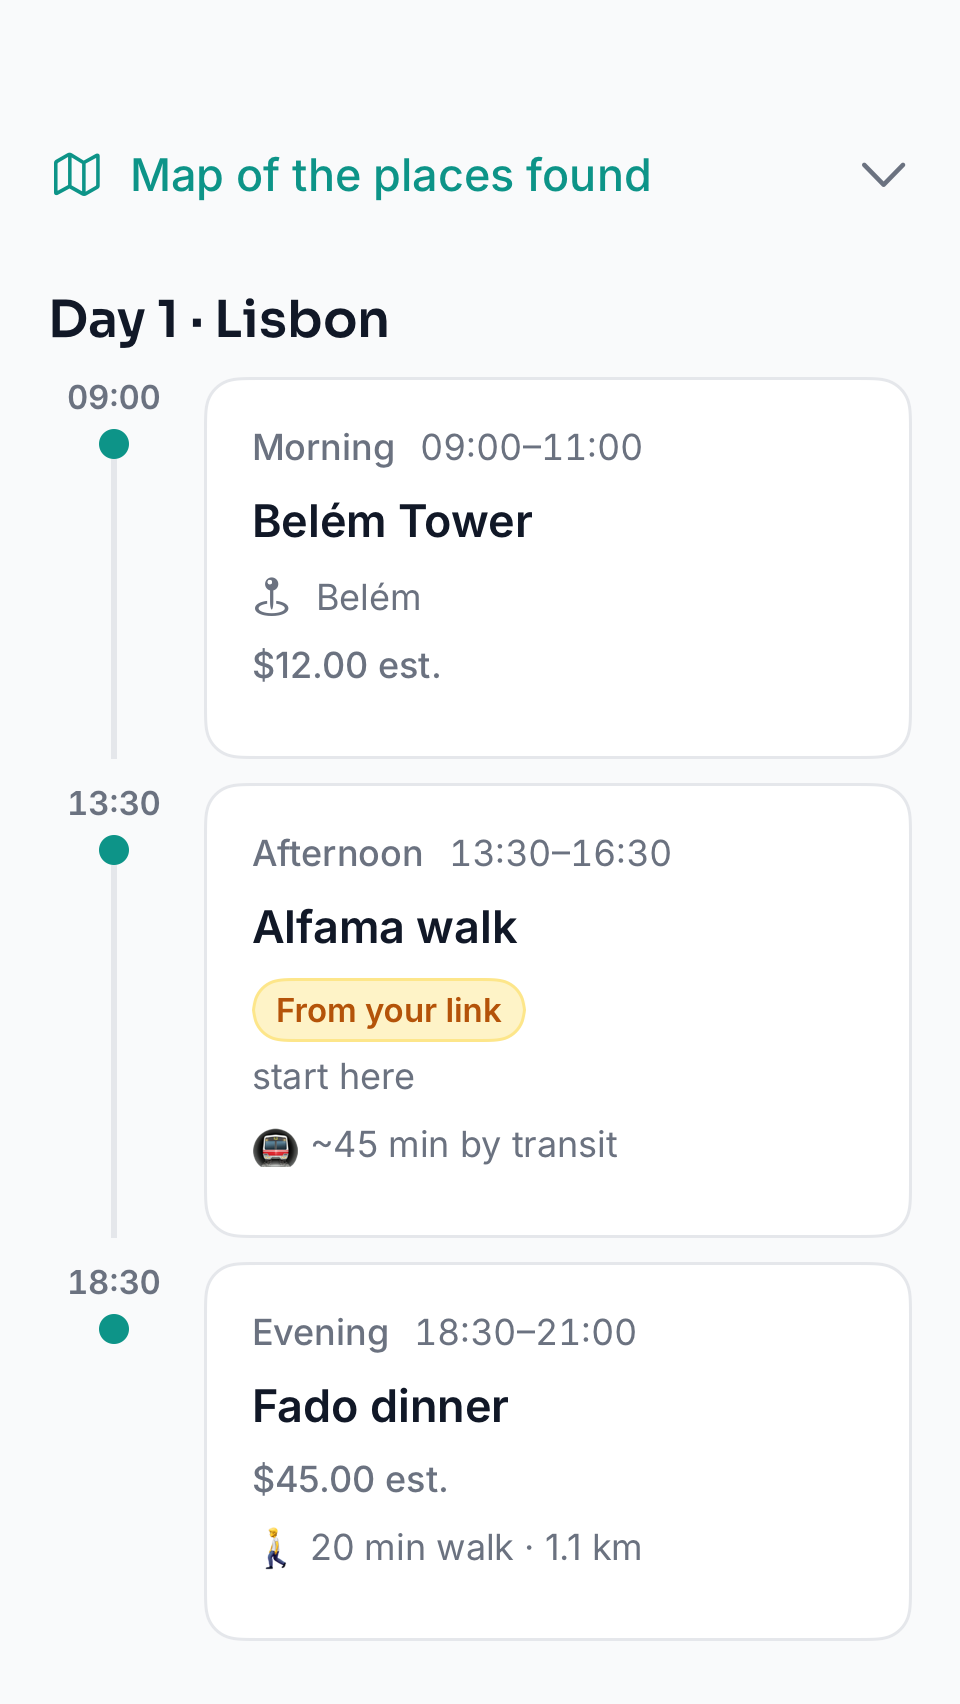 Map of the places found
Day 1 · Lisbon
09:00
Morning 09:00–11:00
Belém Tower
Belém
$12.00 est.
13:30
Afternoon 13:30–16:30
Alfama walk
From your link
start here
~45 min by transit
18:30
Evening 18:30–21:00
Fado dinner
$45.00 est.
20 min walk · 1.1 km